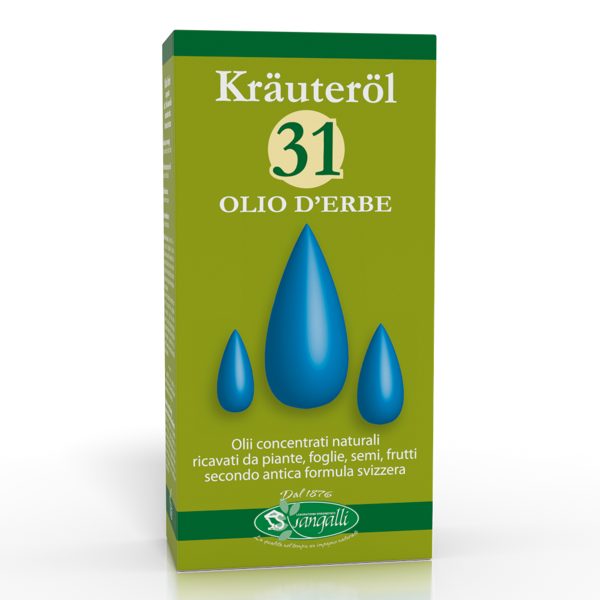 Kräuteröl
31
OLIO D'ERBE
Olii concentrati naturali
ricavati da piante, foglie, semi, frutti
secondo antica formula svizzera
Dal 1876
Sangalli